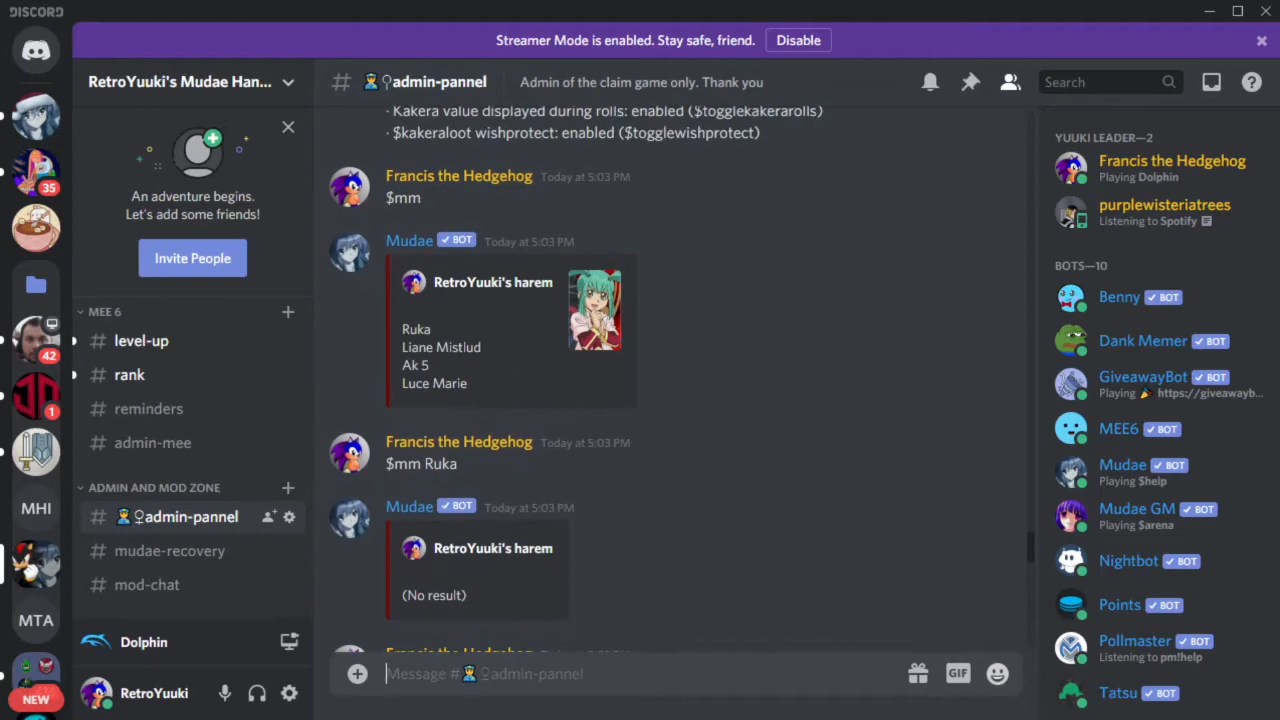 DISCORD
Streamer Mode is enabled. Stay safe, friend.
Disable
RetroYuuki's Mudae Han...
admin-pannel
Admin of the claim game only. Thank you
Search
An adventure begins.
Let's add some friends!
Invite People
MEE 6
level-up
rank
reminders
admin-mee
ADMIN AND MOD ZONE
admin-pannel
mudae-recovery
mod-chat
Dolphin
RetroYuuki
35
42
1
MHI
MTA
NEW
· Kakera value displayed during rolls: enabled ($togglekakerarolls)
· $kakeraloot wishprotect: enabled ($togglewishprotect)
Francis the Hedgehog Today at 5:03 PM
$mm
Mudae BOT Today at 5:03 PM
RetroYuuki's harem
Ruka
Liane Mistlud
Ak 5
Luce Marie
Francis the Hedgehog Today at 5:03 PM
$mm Ruka
Mudae BOT Today at 5:03 PM
RetroYuuki's harem
(No result)
Message #admin-pannel
GIF
YUUKI LEADER—2
Francis the Hedgehog
Playing Dolphin
purplewisteriatrees
Listening to Spotify
BOTS—10
Benny BOT
Dank Memer BOT
GiveawayBot BOT
Playing https://giveawayb...
MEE6 BOT
Mudae BOT
Playing $help
Mudae GM BOT
Playing $arena
Nightbot BOT
Points BOT
Pollmaster BOT
Listening to pm!help
Tatsu BOT